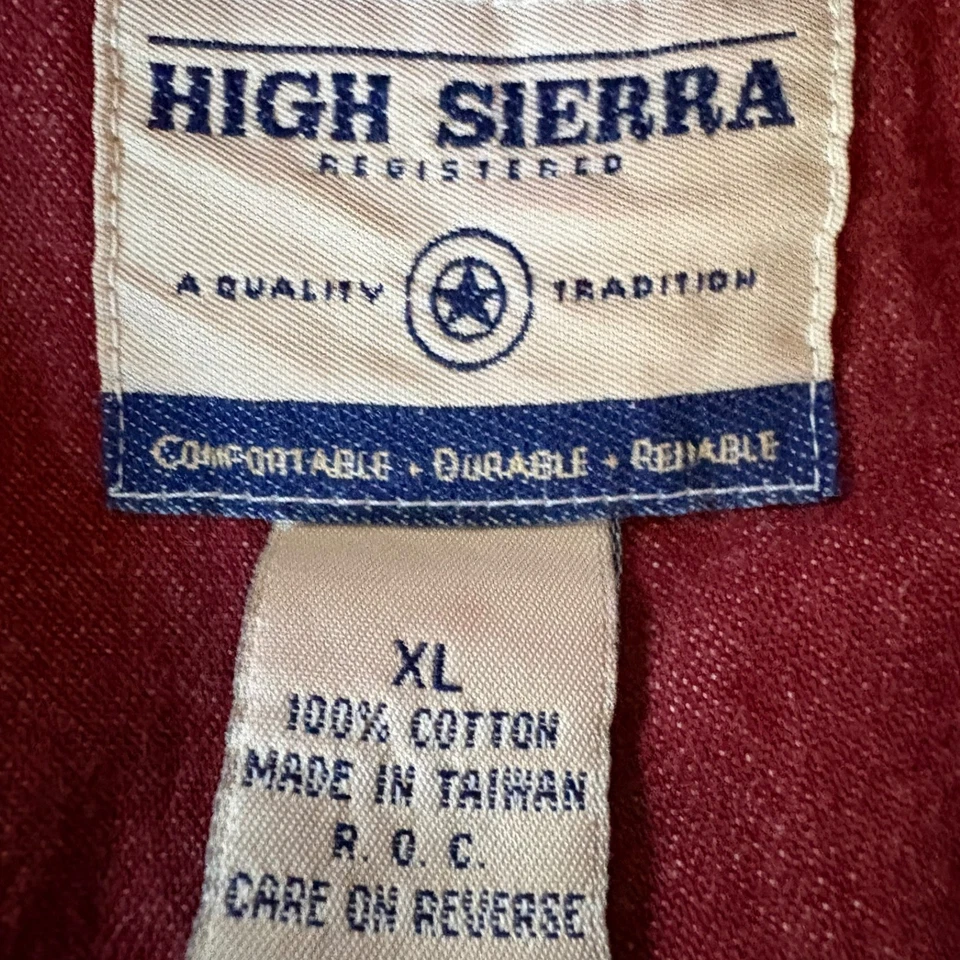 HIGH SIERRA
REGISTERED
A QUALITY TRADITION
COMFORTABLE • DURABLE • RELIABLE
XL
100% COTTON
MADE IN TAIWAN
R. O. C.
CARE ON REVERSE